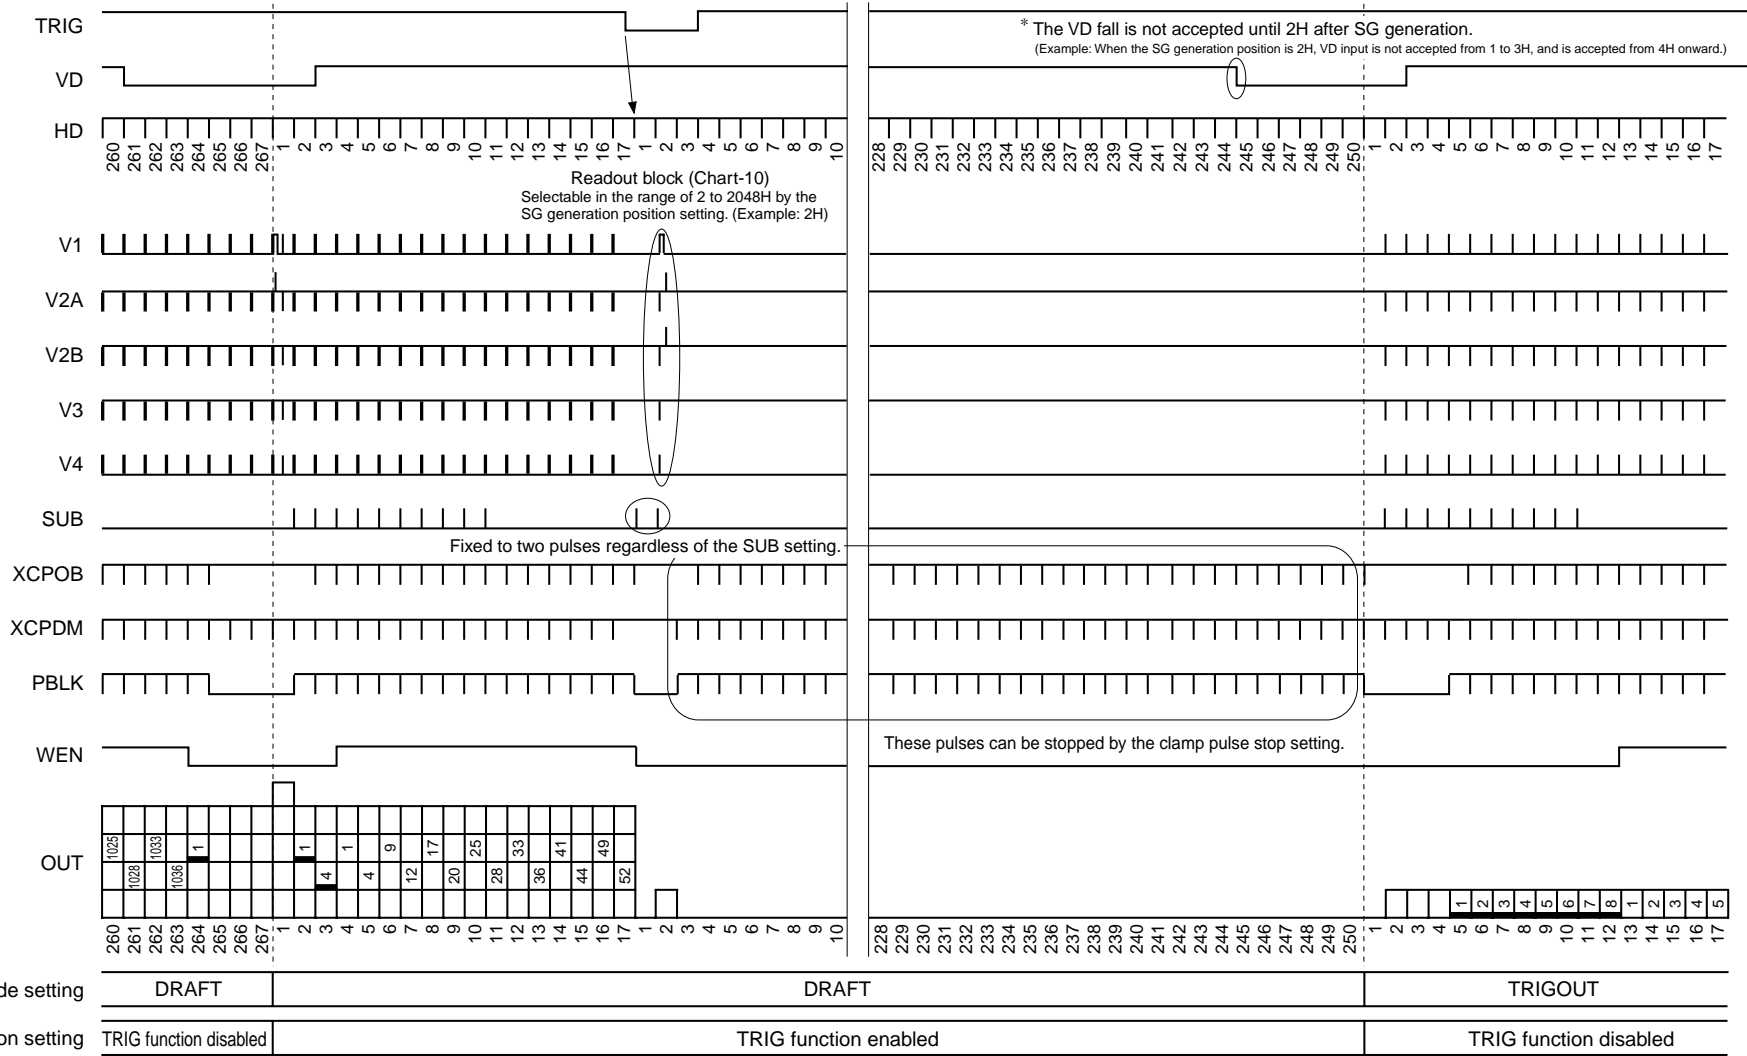 TRIG
* The VD fall is not accepted until 2H after SG generation.
(Example: When the SG generation position is 2H, VD input is not accepted from 1 to 3H, and is accepted from 4H onward.)
VD
HD
260 261 262 263 264 265 266 267 1 2 3 4 5 6 7 8 9 10 11 12 13 14 15 16 17 1 2 3 4 5 6 7 8 9 10 228 229 230 231 232 233 234 235 236 237 238 239 240 241 242 243 244 245 246 247 248 249 250 1 2 3 4 5 6 7 8 9 10 11 12 13 14 15 16 17
Readout block (Chart-10)
Selectable in the range of 2 to 2048H by the
SG generation position setting. (Example: 2H)
V1
V2A
V2B
V3
V4
SUB
Fixed to two pulses regardless of the SUB setting.
XCPOB
XCPDM
PBLK
WEN
These pulses can be stopped by the clamp pulse stop setting.
OUT
1025 1033 1 1 1 9 17 25 33 41 49
1028 1036 4 4 12 20 28 36 44 52
1 2 3 4 5 6 7 8 1 2 3 4 5
260 261 262 263 264 265 266 267 1 2 3 4 5 6 7 8 9 10 11 12 13 14 15 16 17 1 2 3 4 5 6 7 8 9 10 228 229 230 231 232 233 234 235 236 237 238 239 240 241 242 243 244 245 246 247 248 249 250 1 2 3 4 5 6 7 8 9 10 11 12 13 14 15 16 17
de setting DRAFT DRAFT TRIGOUT
on setting TRIG function disabled TRIG function enabled TRIG function disabled